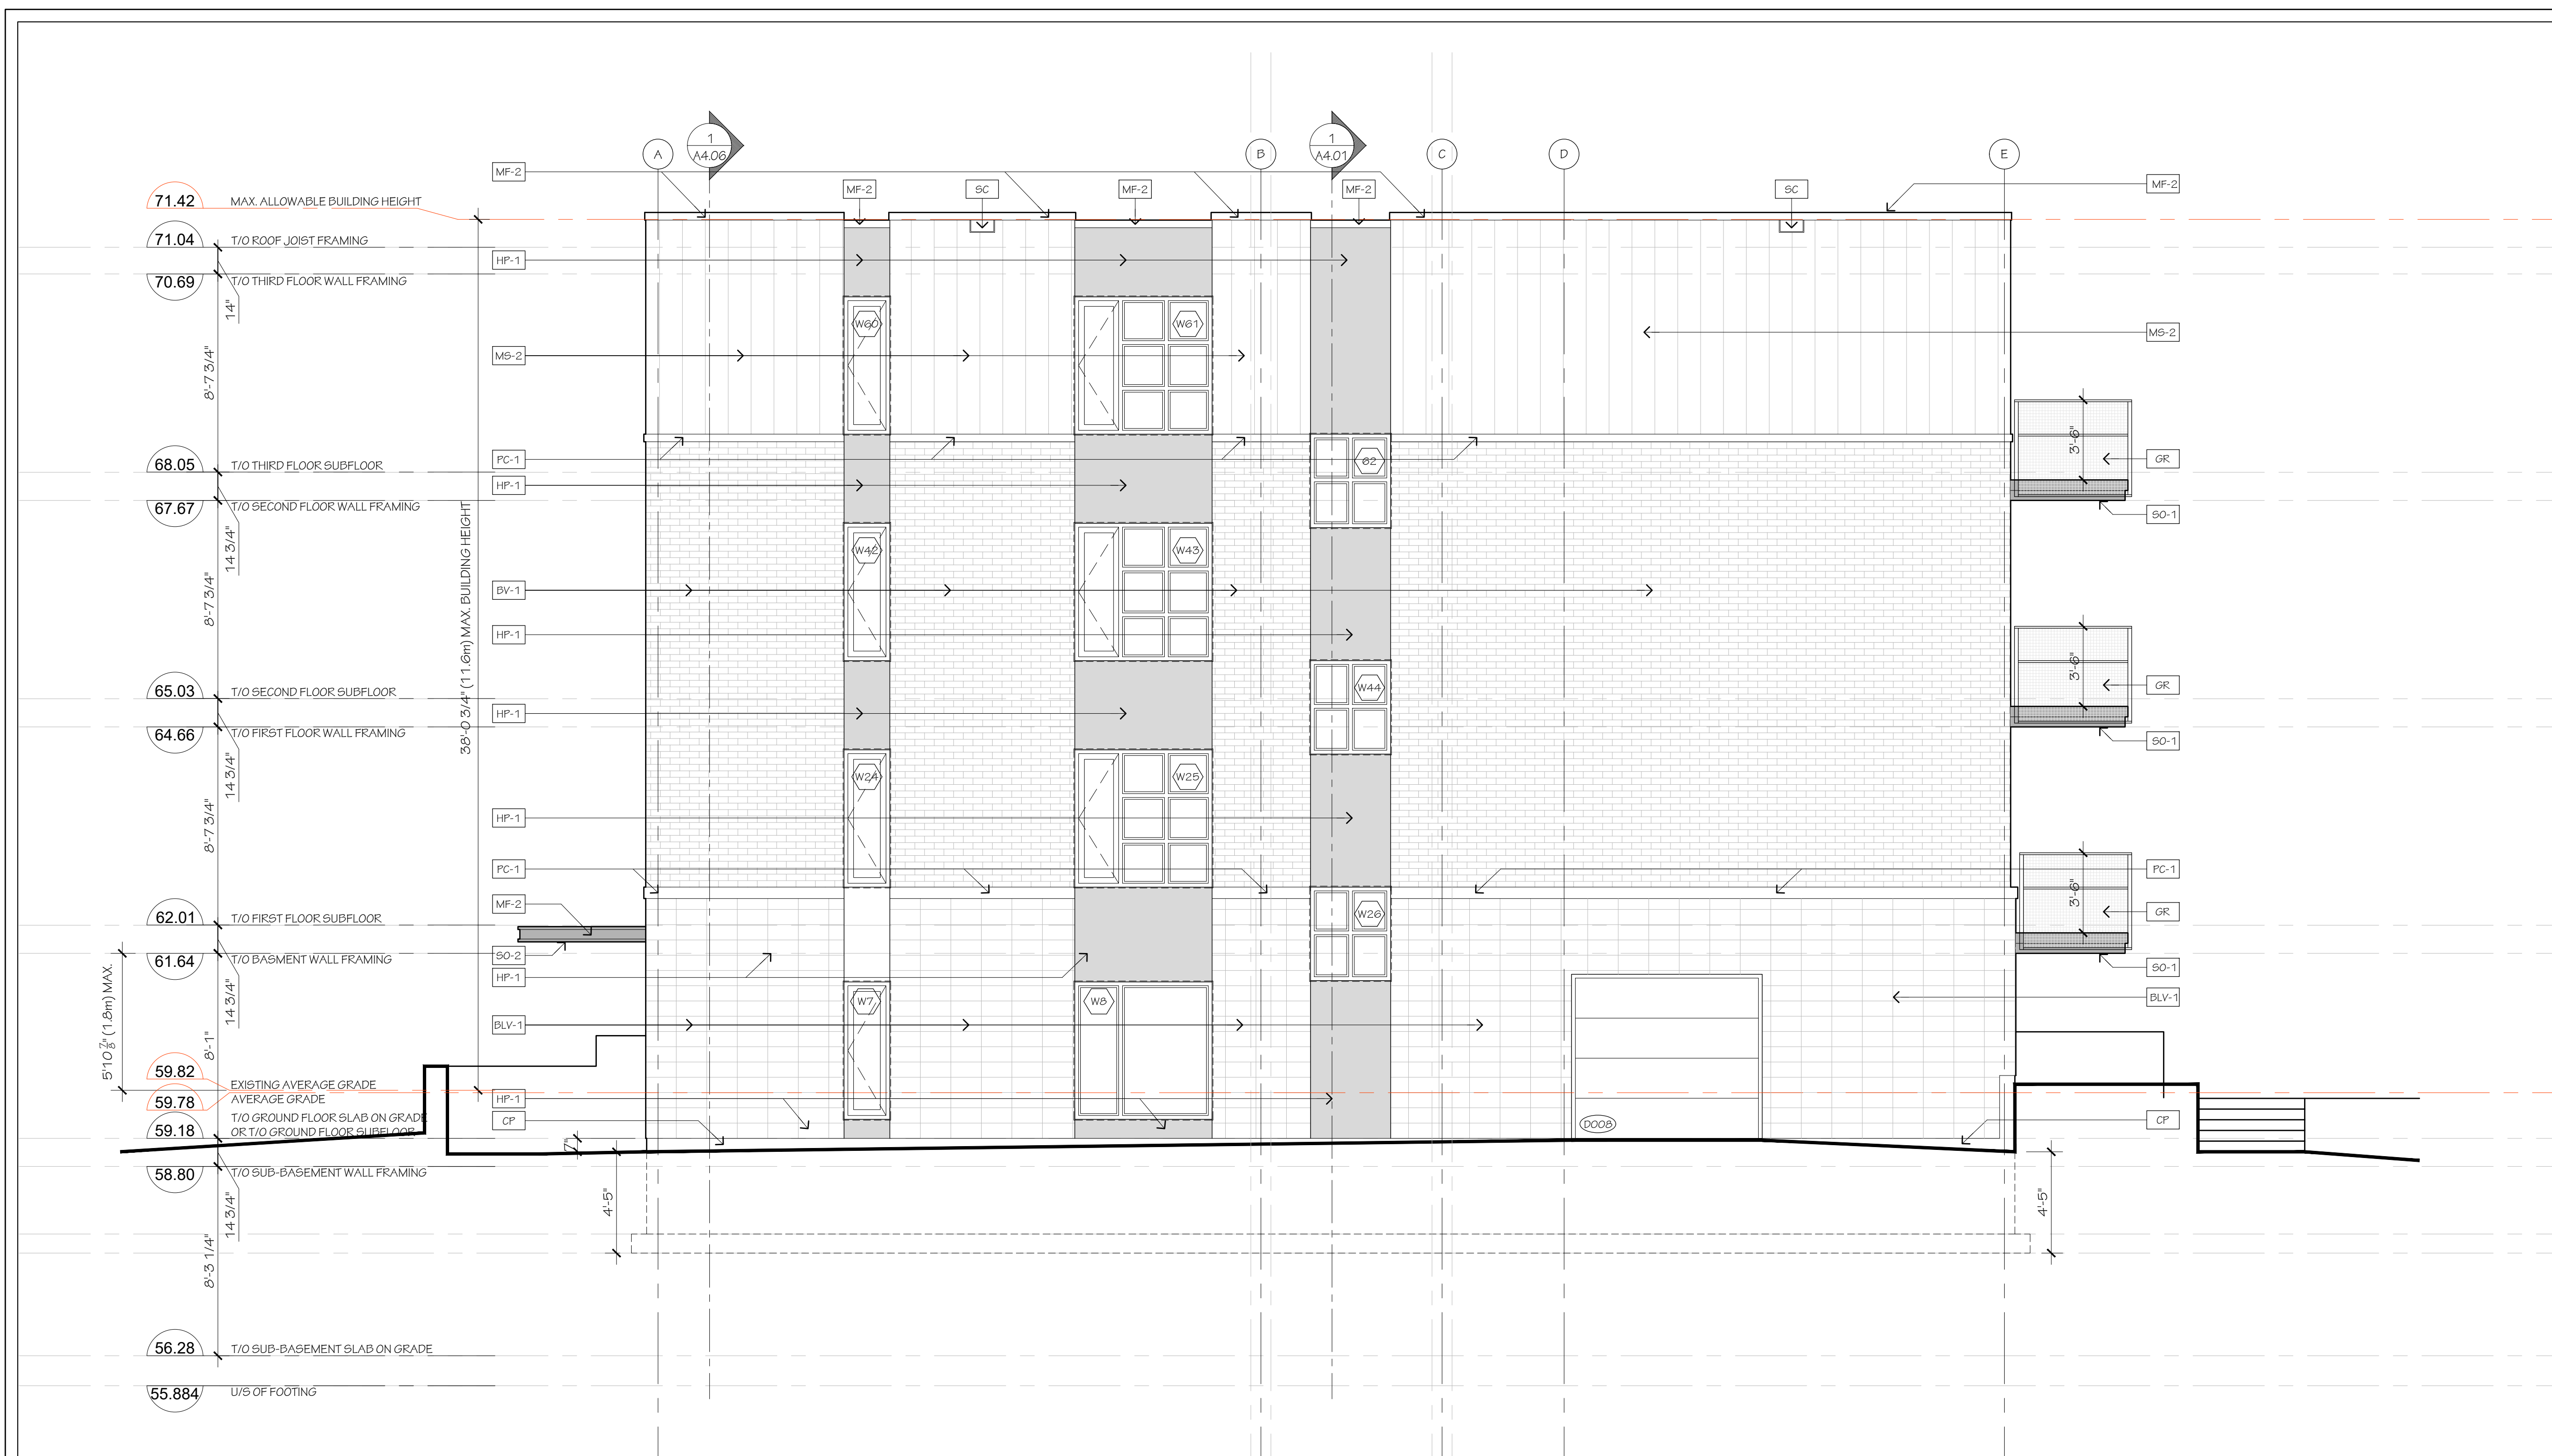 1
A4.06
1
A4.01
A
B
C
D
E
MF-2
MF-2
SC
MF-2
MF-2
SC
MF-2
71.42 MAX. ALLOWABLE BUILDING HEIGHT
71.04 T/O ROOF JOIST FRAMING
HP-1
70.69 T/O THIRD FLOOR WALL FRAMING
14"
W60
W61
MS-2
MS-2
8'-7 3/4"
3'-6"
PC-1
62
GR
68.05 T/O THIRD FLOOR SUBFLOOR
HP-1
67.67 T/O SECOND FLOOR WALL FRAMING
SO-1
14 3/4"
38'-0 3/4" (11.6m) MAX. BUILDING HEIGHT
W42
W43
8'-7 3/4"
BV-1
HP-1
3'-6"
65.03 T/O SECOND FLOOR SUBFLOOR
W44
GR
HP-1
64.66 T/O FIRST FLOOR WALL FRAMING
SO-1
14 3/4"
W24
W25
8'-7 3/4"
HP-1
PC-1
PC-1
3'-6"
MF-2
W26
GR
62.01 T/O FIRST FLOOR SUBFLOOR
SO-2
61.64 T/O BASMENT WALL FRAMING
HP-1
SO-1
14 3/4"
W7
W8
BLV-1
BLV-1
5'10 7/8" (1.8m) MAX.
8'-1"
59.82 EXISTING AVERAGE GRADE
59.78 AVERAGE GRADE
HP-1
59.18 T/O GROUND FLOOR SLAB ON GRADE
OR T/O GROUND FLOOR SUBFLOOR
CP
D008
CP
7"
58.80 T/O SUB-BASEMENT WALL FRAMING
14 3/4"
4'-5"
4'-5"
8'-3 1/4"
56.28 T/O SUB-BASEMENT SLAB ON GRADE
55.884 U/S OF FOOTING